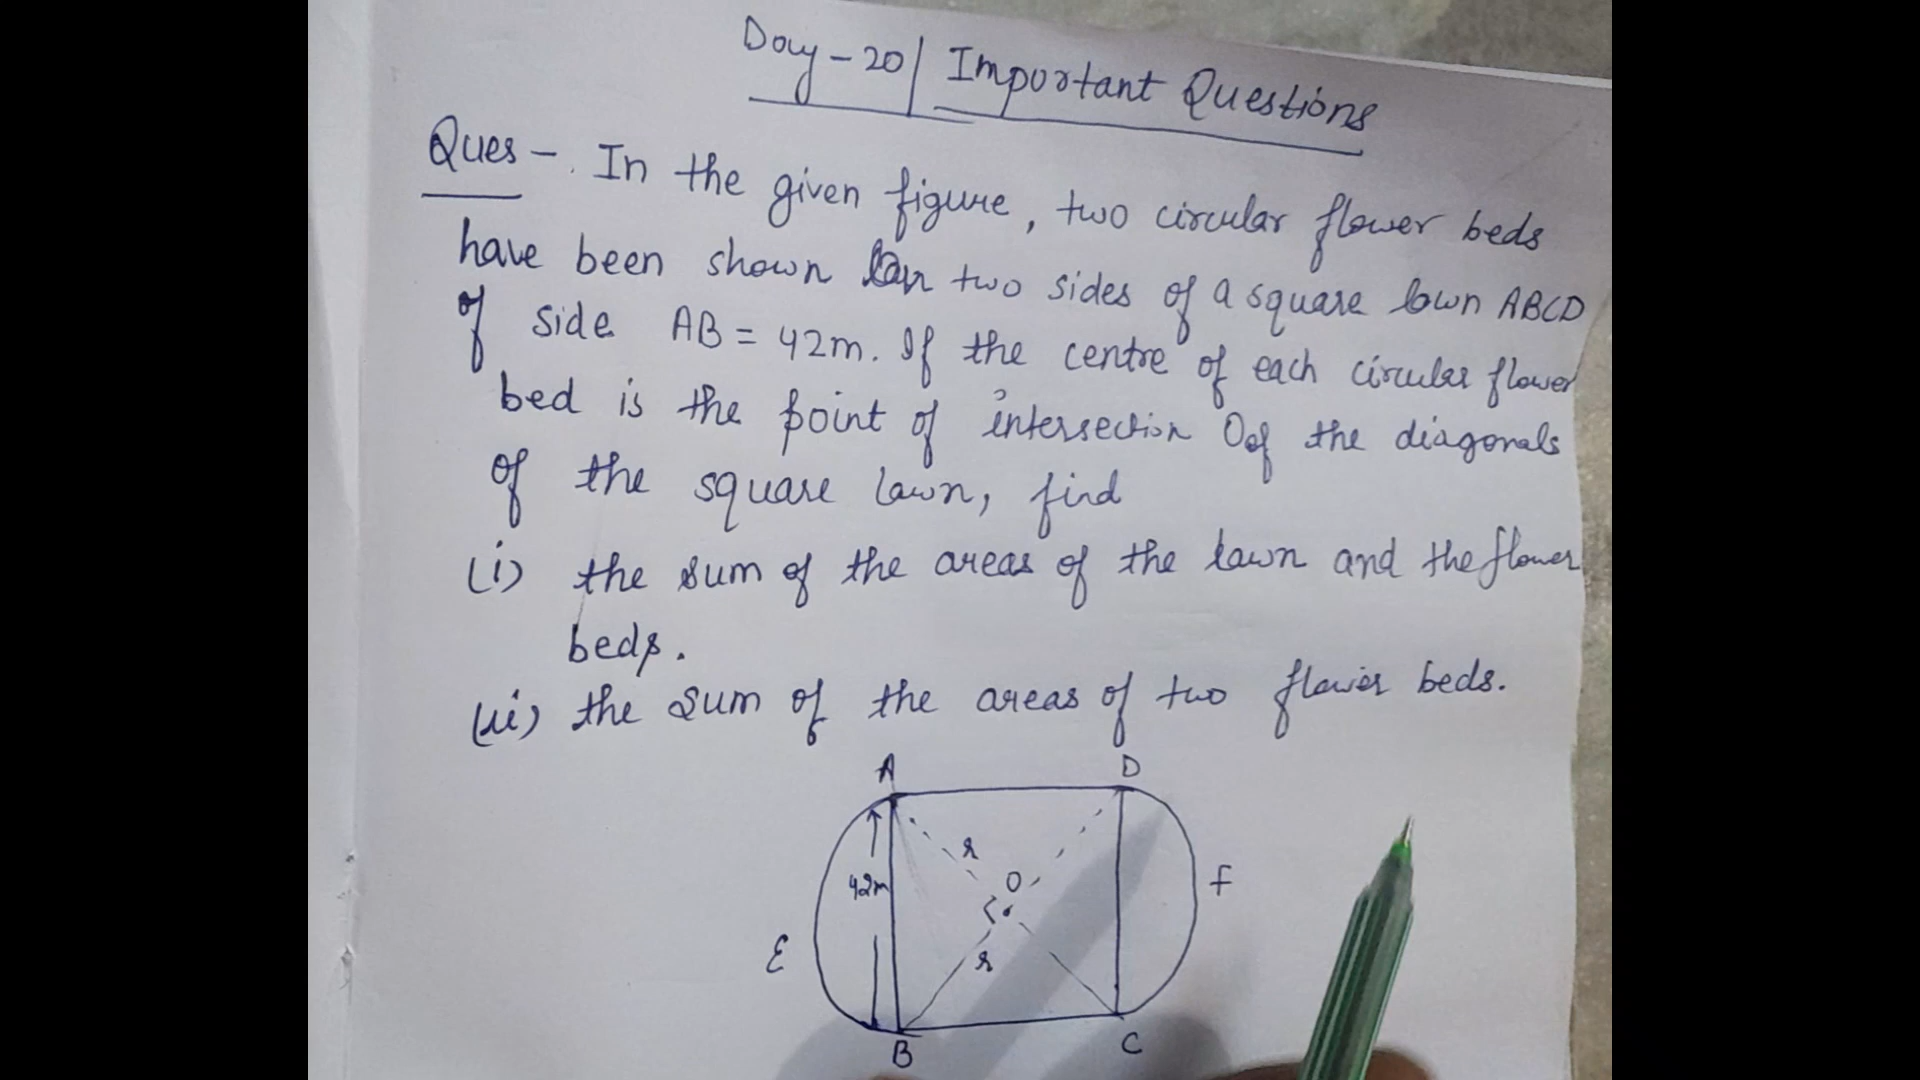 Day-20 | Important Questions
Ques - . In the given figure, two circular flower beds
have been shown on two sides of a square lawn ABCD
of side AB = 42m. If the centre of each circular flower
bed is the point of intersection O of the diagonals
of the square lawn, find
(i) the sum of the areas of the lawn and the flower
beds.
(ii) the sum of the areas of two flower beds.
A D
r
42m O F
E r
B C